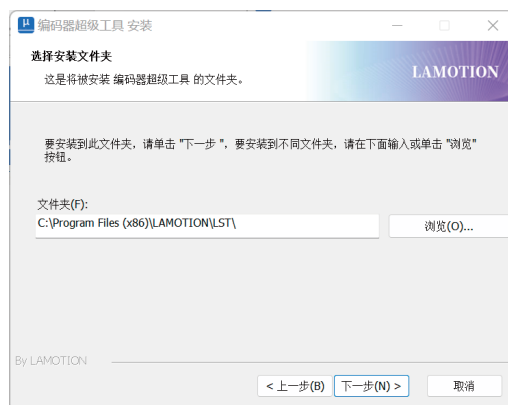 μ 编码器超级工具 安装
选择安装文件夹
这是将被安装 编码器超级工具 的文件夹。
LAMOTION
要安装到此文件夹，请单击 "下一步 "，要安装到不同文件夹，请在下面输入或单击 "浏览"
按钮。
文件夹(F):
C:\Program Files (x86)\LAMOTION\LST\
浏览(O)...
By LAMOTION
< 上一步(B)
下一步(N) >
取消